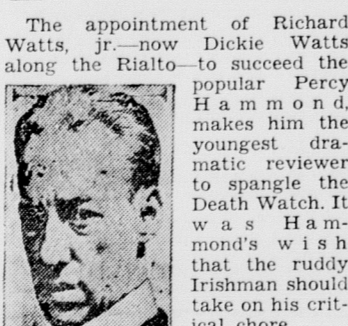 The appointment of Richard
Watts, jr.—now Dickie Watts
along the Rialto—to succeed the
popular Percy
Hammond,
makes him the
youngest dra-
matic reviewer
to spangle the
Death Watch. It
was Ham-
mond's wish
that the ruddy
Irishman should
take on his crit-
ical chore